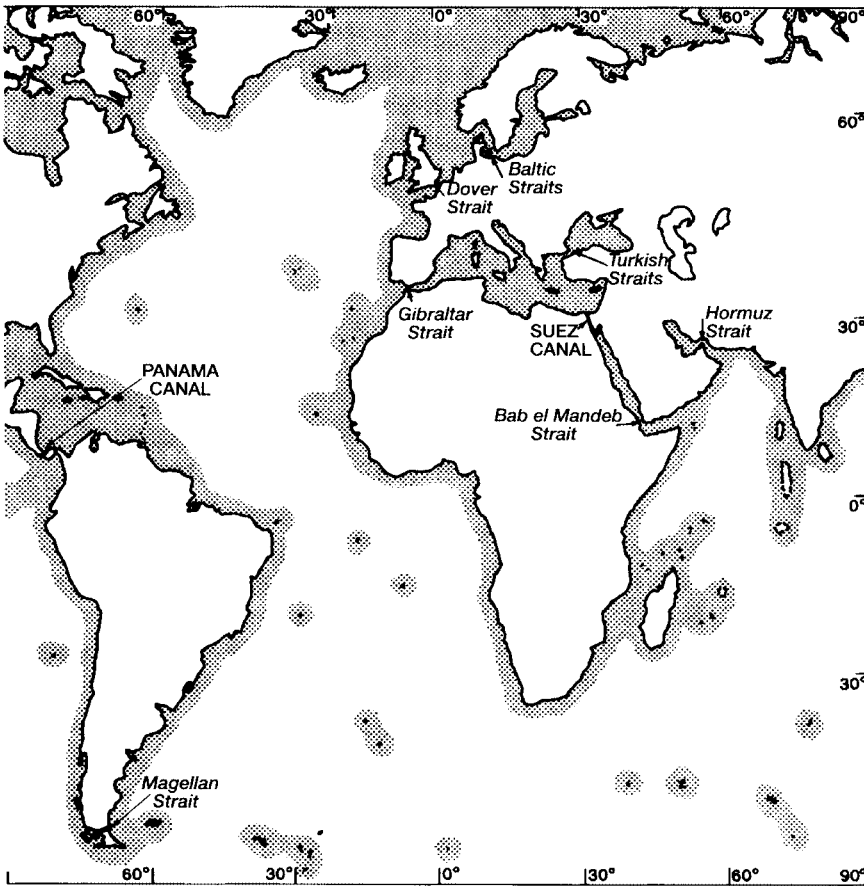 60°
30°
0°
30°
60°
90°
60°
Baltic
Straits
Dover
Strait
Turkish
Straits
Gibraltar
Strait
SUEZ
CANAL
Hormuz
Strait
30°
PANAMA
CANAL
Bab el Mandeb
Strait
0°
30°
Magellan
Strait
60°
30°
0°
30°
60°
90°